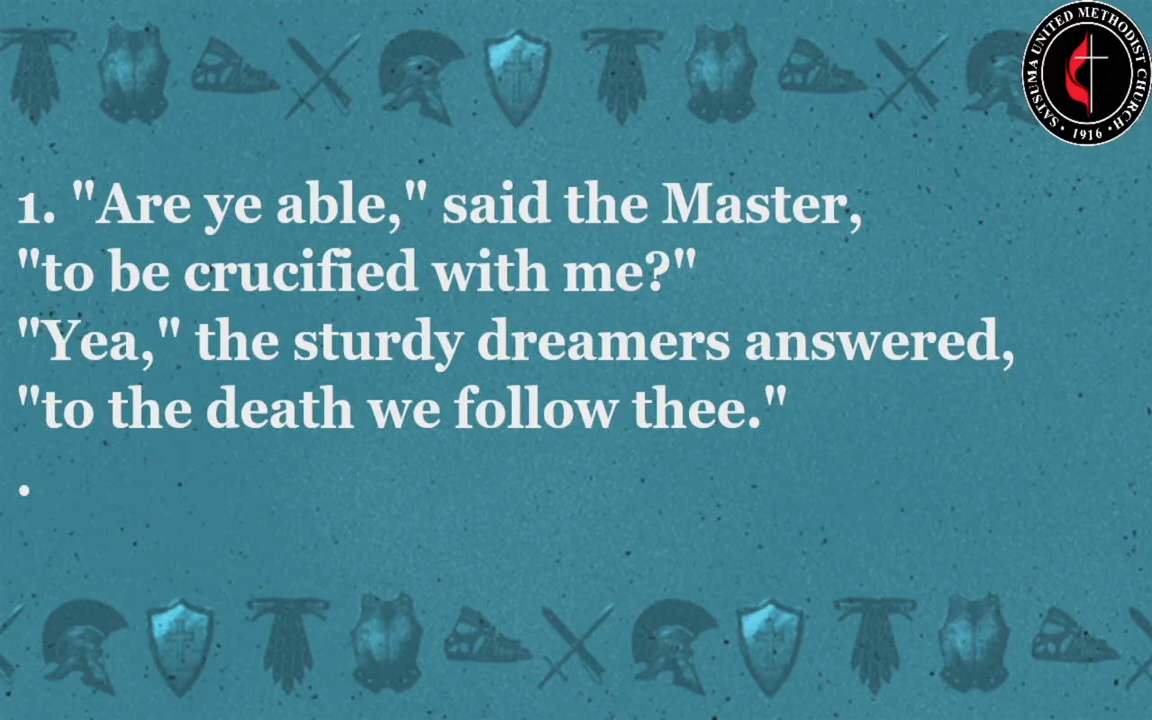 SATSUMA UNITED METHODIST CHURCH
· 1916 ·
1. "Are ye able," said the Master,
"to be crucified with me?"
"Yea," the sturdy dreamers answered,
"to the death we follow thee."
.